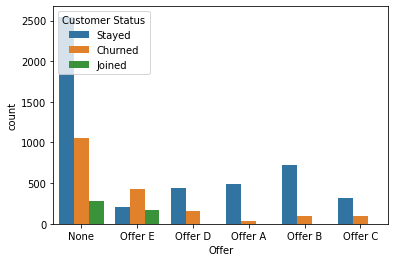 Customer Status
Stayed
Churned
Joined
2500
2000
1500
1000
500
0
count
None Offer E Offer D Offer A Offer B Offer C
Offer